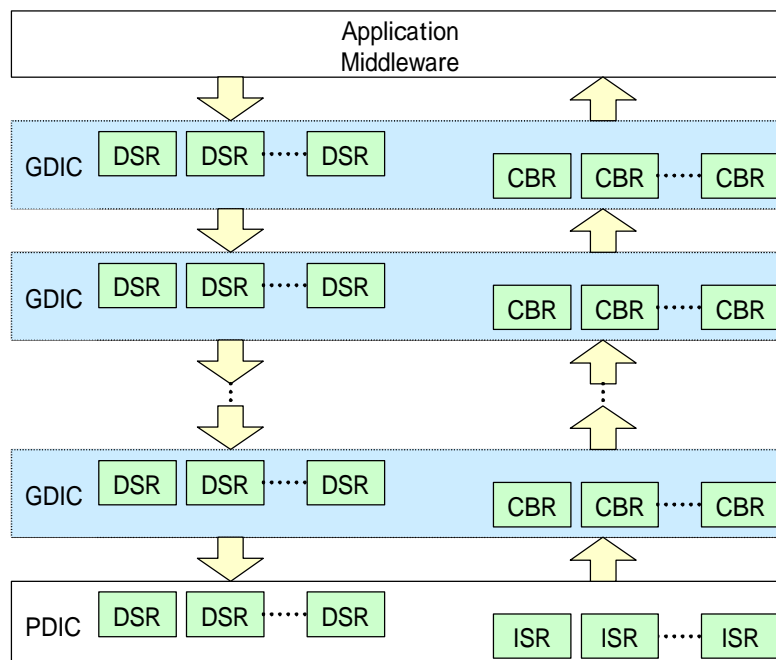 Application
Middleware
GDIC DSR DSR ...... DSR CBR CBR ...... CBR
GDIC DSR DSR ...... DSR CBR CBR ...... CBR
GDIC DSR DSR ...... DSR CBR CBR ...... CBR
PDIC DSR DSR ...... DSR ISR ISR ...... ISR